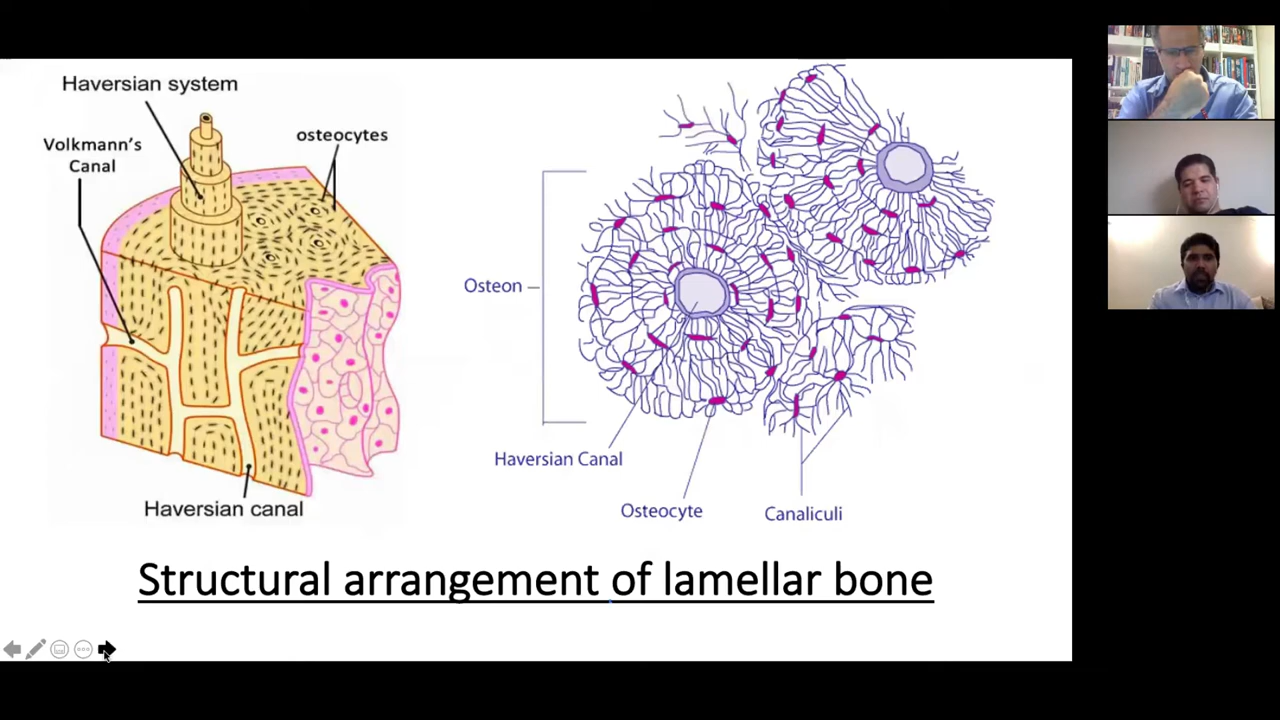 Haversian system
Volkmann's
Canal
osteocytes
Haversian canal
Osteon
Haversian Canal
Osteocyte
Canaliculi
Structural arrangement of lamellar bone